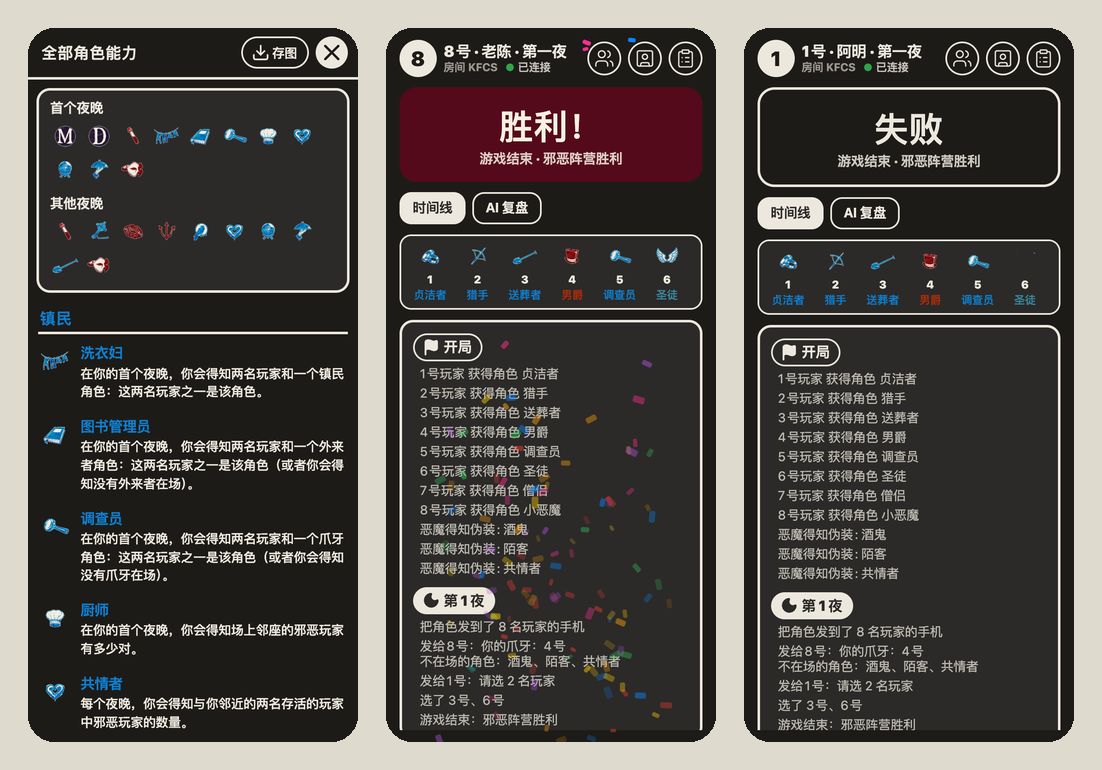 全部角色能力
存图
首个夜晚
M D
其他夜晚
镇民
洗衣妇
在你的首个夜晚，你会得知两名玩家和一个镇民
角色：这两名玩家之一是该角色。
图书管理员
在你的首个夜晚，你会得知两名玩家和一个外来
者角色：这两名玩家之一是该角色（或者你会得
知没有外来者在场）。
调查员
在你的首个夜晚，你会得知两名玩家和一个爪牙
角色：这两名玩家之一是该角色（或者你会得知
没有爪牙在场）。
厨师
在你的首个夜晚，你会得知场上邻座的邪恶玩家
有多少对。
共情者
每个夜晚，你会得知与你邻近的两名存活的玩家
中邪恶玩家的数量。
8
8号·老陈·第一夜
房间 KFCS 已连接
胜利！
游戏结束·邪恶阵营胜利
时间线 AI 复盘
1 2 3 4 5 6
贞洁者 猎手 送葬者 男爵 调查员 圣徒
开局
1号玩家 获得角色 贞洁者
2号玩家 获得角色 猎手
3号玩家 获得角色 送葬者
4号玩家 获得角色 男爵
5号玩家 获得角色 调查员
6号玩家 获得角色 圣徒
7号玩家 获得角色 僧侣
8号玩家 获得角色 小恶魔
恶魔得知伪装：酒鬼
恶魔得知伪装：陌客
恶魔得知伪装：共情者
第1夜
把角色发到了 8 名玩家的手机
发给8号：你的爪牙：4号
不在场的角色：酒鬼、陌客、共情者
发给1号：请选 2 名玩家
选了 3号、6号
游戏结束：邪恶阵营胜利
1
1号·阿明·第一夜
房间 KFCS 已连接
失败
游戏结束·邪恶阵营胜利
时间线 AI 复盘
1 2 3 4 5 6
贞洁者 猎手 送葬者 男爵 调查员 圣徒
开局
1号玩家 获得角色 贞洁者
2号玩家 获得角色 猎手
3号玩家 获得角色 送葬者
4号玩家 获得角色 男爵
5号玩家 获得角色 调查员
6号玩家 获得角色 圣徒
7号玩家 获得角色 僧侣
8号玩家 获得角色 小恶魔
恶魔得知伪装：酒鬼
恶魔得知伪装：陌客
恶魔得知伪装：共情者
第1夜
把角色发到了 8 名玩家的手机
发给8号：你的爪牙：4号
不在场的角色：酒鬼、陌客、共情者
发给1号：请选 2 名玩家
选了 3号、6号
游戏结束：邪恶阵营胜利